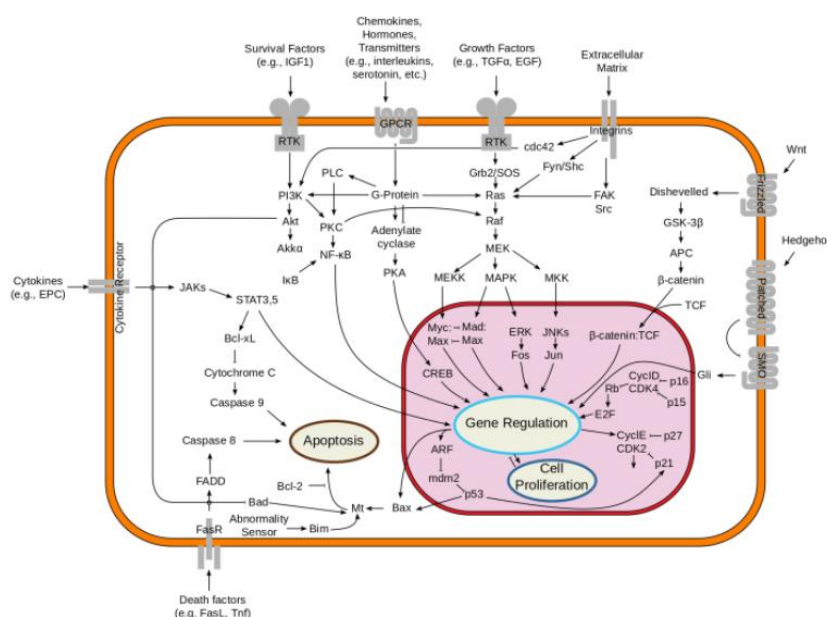 Chemokines,
Hormones,
Transmitters
(e.g., interleukins,
serotonin, etc.)
Survival Factors
(e.g., IGF1)
Growth Factors
(e.g., TGFα, EGF)
Extracellular
Matrix
RTK
GPCR
RTK
Integrins
cdc42
Wnt
PLC
Grb2/SOS
Fyn/Shc
Frizzled
Dishevelled
PI3K
G-Protein
Ras
FAK
Src
GSK-3β
Akt
PKC
Adenylate
cyclase
Raf
Akkα
NF-κB
MEK
APC
Hedgeho
IκB
PKA
MEKK
MAPK
MKK
β-catenin
Cytokines
(e.g., EPC)
Cytokine Receptor
JAKs
STAT3,5
TCF
Patched
Myc:
Max
Mad:
Max
ERK
JNKs
β-catenin:TCF
Bcl-xL
Fos
Jun
SMO
Cytochrome C
CREB
Gli
CycID
CDK4
p16
Rb
p15
Caspase 9
E2F
Gene Regulation
Apoptosis
CyclE
CDK2
p27
Caspase 8
ARF
p21
FADD
Bcl-2
mdm2
Cell
Proliferation
p53
Bad
Mt
Bax
Abnormality
Sensor
Bim
FasR
Death factors
(e.g. FasL, Tnf)